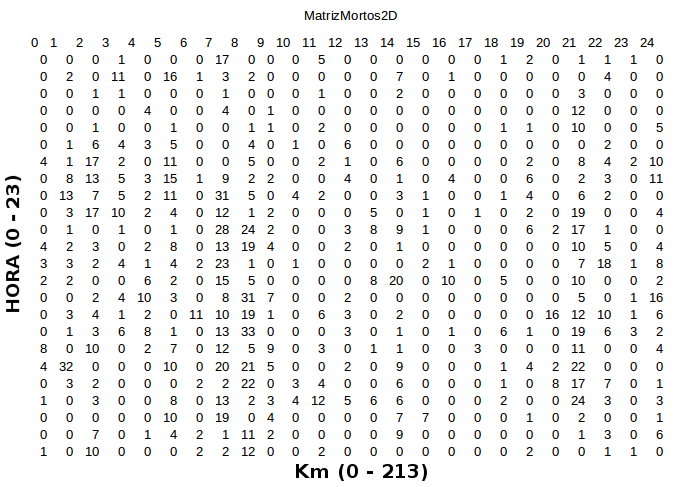 MatrizMortos2D
0 1 2 3 4 5 6 7 8 9 10 11 12 13 14 15 16 17 18 19 20 21 22 23 24
0 0 0 1 0 0 0 17 0 0 0 5 0 0 0 0 0 0 1 2 0 1 1 1 0
0 2 0 11 0 16 1 3 2 0 0 0 0 0 7 0 1 0 0 0 0 0 4 0 0
0 0 1 1 0 0 0 1 0 0 0 1 0 0 2 0 0 0 0 0 0 3 0 0 0
0 0 0 0 4 0 0 4 0 1 0 0 0 0 0 0 0 0 0 0 0 12 0 0 0
0 0 1 0 0 1 0 0 1 1 0 2 0 0 0 0 0 0 1 1 0 10 0 0 5
0 1 6 4 3 5 0 0 4 0 1 0 6 0 0 0 0 0 0 0 0 0 2 0 0
4 1 17 2 0 11 0 0 5 0 0 2 1 0 6 0 0 0 0 2 0 8 4 2 10
0 8 13 5 3 15 1 9 2 2 0 0 4 0 1 0 4 0 0 6 0 2 3 0 11
0 13 7 5 2 11 0 31 5 0 4 2 0 0 3 1 0 0 1 4 0 6 2 0 0
0 3 17 10 2 4 0 12 1 2 0 0 0 5 0 1 0 1 0 2 0 19 0 0 4
0 1 0 1 0 1 0 28 24 2 0 0 3 8 9 1 0 0 0 6 2 17 1 0 0
4 2 3 0 2 8 0 13 19 4 0 0 2 0 1 0 0 0 0 0 0 10 5 0 4
3 3 2 4 1 4 2 23 1 0 1 0 0 0 0 2 1 0 0 0 0 7 18 1 8
2 2 0 0 6 2 0 15 5 0 0 0 0 8 20 0 10 0 5 0 0 10 0 0 2
0 0 2 4 10 3 0 8 31 7 0 0 2 0 0 0 0 0 0 0 0 5 0 1 16
0 3 4 1 2 0 11 10 19 1 0 6 3 0 2 0 0 0 0 0 16 12 10 1 6
0 1 3 6 8 1 0 13 33 0 0 0 3 0 1 0 1 0 6 1 0 19 6 3 2
8 0 10 0 2 7 0 12 5 9 0 3 0 1 1 0 0 3 0 0 0 11 0 0 4
4 32 0 0 0 10 0 20 21 5 0 0 2 0 9 0 0 0 1 4 2 22 0 0 0
0 3 2 0 0 0 2 2 22 0 3 4 0 0 6 0 0 0 1 0 8 17 7 0 1
1 0 3 0 0 8 0 13 2 3 4 12 5 6 6 0 0 0 2 0 0 24 3 0 3
0 0 0 0 0 10 0 19 0 4 0 0 0 0 7 7 0 0 0 1 0 2 0 0 1
0 0 7 0 1 4 2 1 11 2 0 0 0 0 9 0 0 0 0 0 0 1 3 0 6
1 0 10 0 0 0 2 2 12 0 0 2 0 0 0 0 0 0 0 2 0 0 1 1 0
HORA (0 - 23)
Km (0 - 213)